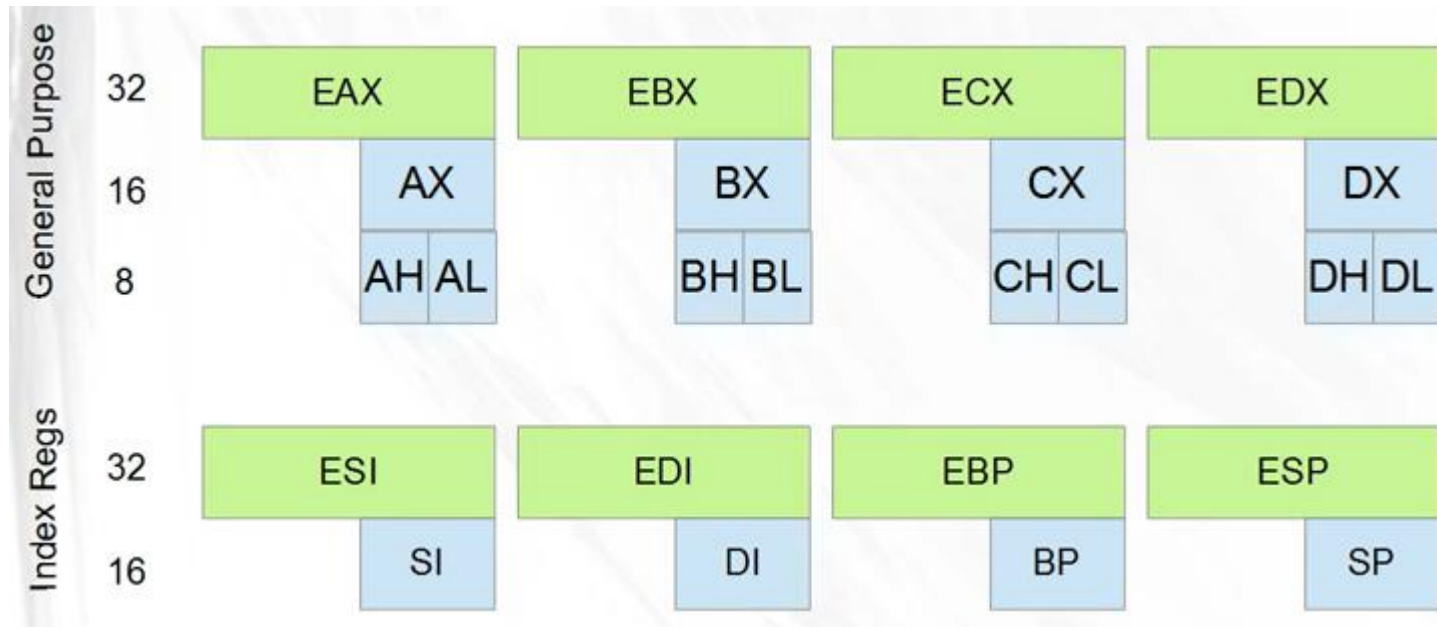 General Purpose
32 EAX EBX ECX EDX
16 AX BX CX DX
8 AH AL BH BL CH CL DH DL
Index Regs
32 ESI EDI EBP ESP
16 SI DI BP SP